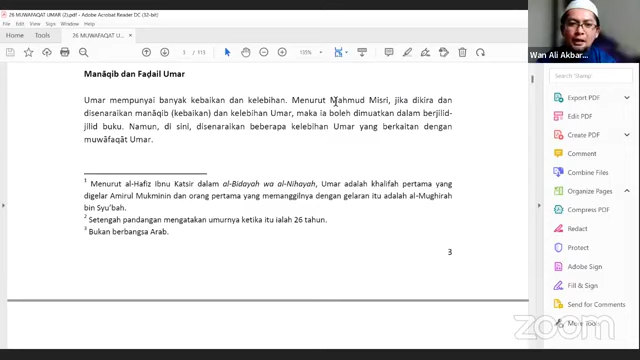 26 MUWAFAQAT UMAR (2).pdf - Adobe Acrobat Reader DC (32-bit)
File Edit View Sign Window Help
Home Tools 26 MUWAFAQAT U...
3 / 113 135%
Manāqib dan Faḍail Umar
Umar mempunyai banyak kebaikan dan kelebihan. Menurut Mahmud Misri, jika dikira dan
disenaraikan manāqib (kebaikan) dan kelebihan Umar, maka ia boleh dimuatkan dalam berjilid-
jilid buku. Namun, di sini, disenaraikan beberapa kelebihan Umar yang berkaitan dengan
muwāfaqāt Umar.
1 Menurut al-Hafiz Ibnu Katsir dalam al-Bidayah wa al-Nihayah, Umar adalah khalifah pertama yang
digelar Amirul Mukminin dan orang pertama yang memanggilnya dengan gelaran itu adalah al-Mughirah
bin Syu'bah.
2 Setengah pandangan mengatakan umurnya ketika itu ialah 26 tahun.
3 Bukan berbangsa Arab.
3
Wan Ali Akbar...
Search Stamp
Export PDF
Edit PDF
Create PDF
Comment
Combine Files
Organize Pages
Compress PDF
Redact
Protect
Adobe Sign
Fill & Sign
Send for Comments
More Tools
zoom